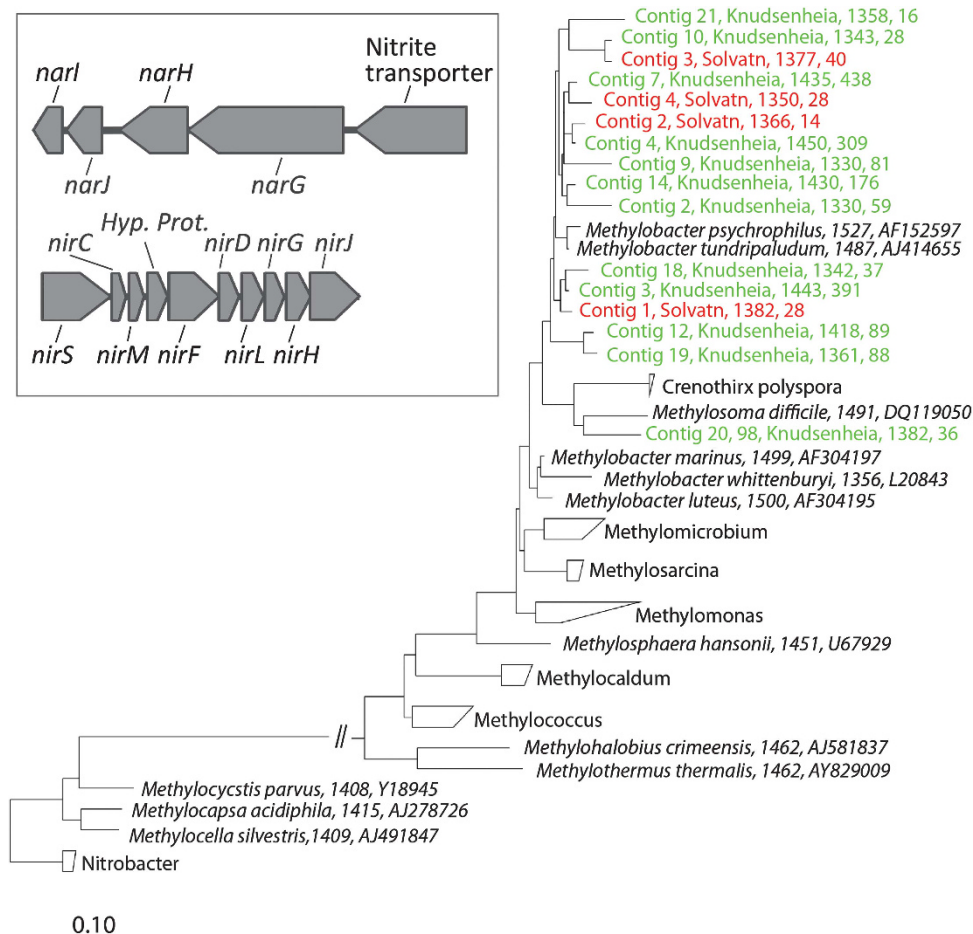 narI
narH
Nitrite
transporter
narJ
narG
Hyp. Prot.
nirC
nirD
nirG
nirJ
nirS
nirM
nirF
nirL
nirH
Contig 21, Knudsenheia, 1358, 16
Contig 10, Knudsenheia, 1343, 28
Contig 3, Solvatn, 1377, 40
Contig 7, Knudsenheia, 1435, 438
Contig 4, Solvatn, 1350, 28
Contig 2, Solvatn, 1366, 14
Contig 4, Knudsenheia, 1450, 309
Contig 9, Knudsenheia, 1330, 81
Contig 14, Knudsenheia, 1430, 176
Contig 2, Knudsenheia, 1330, 59
Methylobacter psychrophilus, 1527, AF152597
Methylobacter tundripaludum, 1487, AJ414655
Contig 18, Knudsenheia, 1342, 37
Contig 3, Knudsenheia, 1443, 391
Contig 1, Solvatn, 1382, 28
Contig 12, Knudsenheia, 1418, 89
Contig 19, Knudsenheia, 1361, 88
Crenothirx polyspora
Methylosoma difficile, 1491, DQ119050
Contig 20, 98, Knudsenheia, 1382, 36
Methylobacter marinus, 1499, AF304197
Methylobacter whittenburyi, 1356, L20843
Methylobacter luteus, 1500, AF304195
Methylomicrobium
Methylosarcina
Methylomonas
Methylosphaera hansonii, 1451, U67929
Methylocaldum
Methylococcus
//
Methylohalobius crimeensis, 1462, AJ581837
Methylothermus thermalis, 1462, AY829009
Methylocycstis parvus, 1408, Y18945
Methylocapsa acidiphila, 1415, AJ278726
Methylocella silvestris,1409, AJ491847
Nitrobacter
0.10